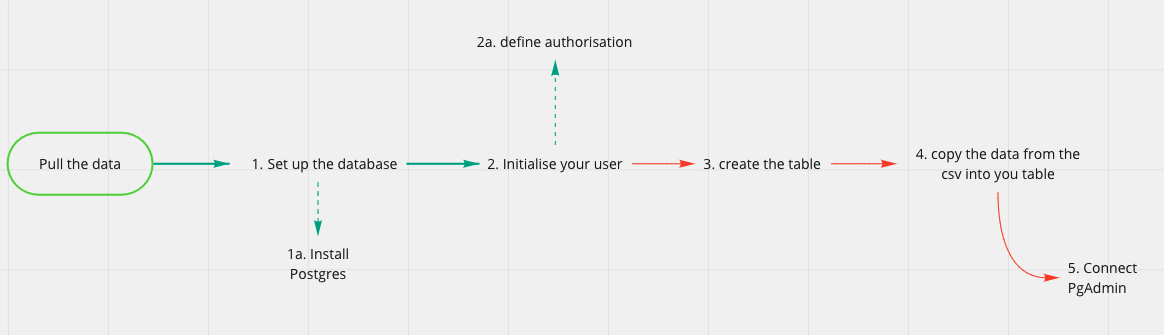 2a. define authorisation
Pull the data
1. Set up the database
2. Initialise your user
3. create the table
4. copy the data from the
csv into you table
1a. Install
Postgres
5. Connect
PgAdmin